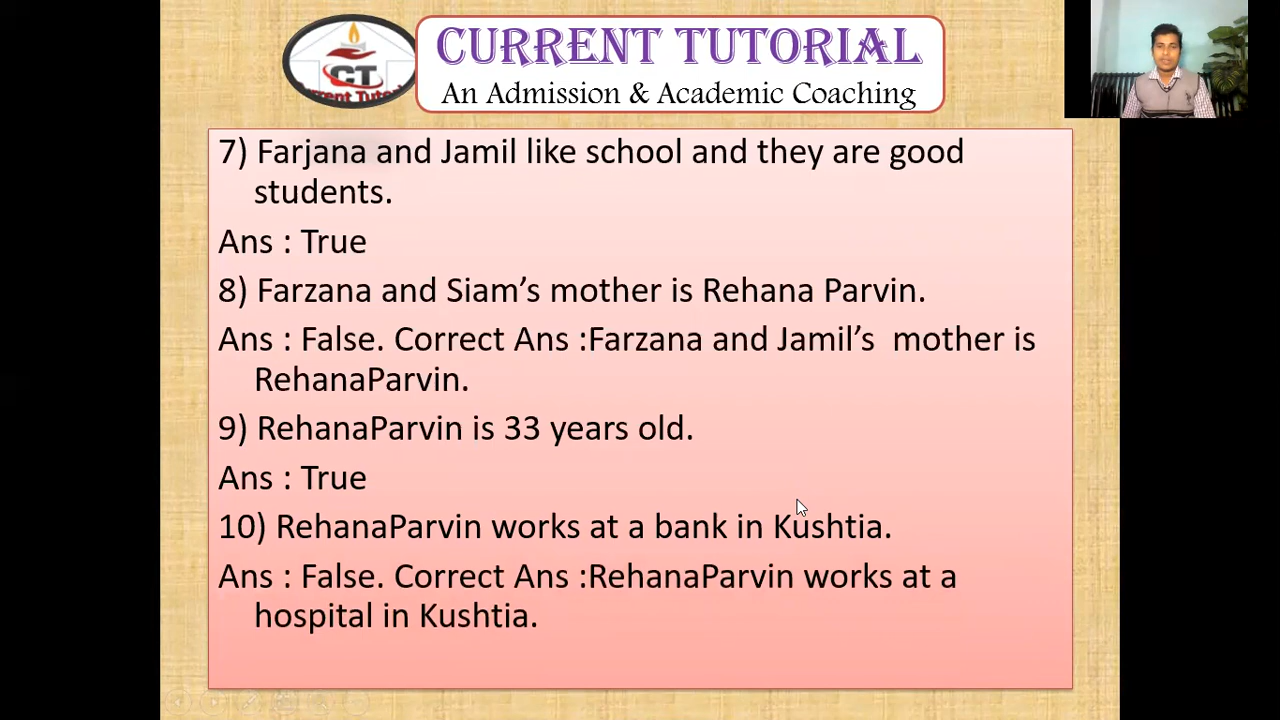 CURRENT TUTORIAL
An Admission & Academic Coaching
CT
7) Farjana and Jamil like school and they are good
students.
Ans : True
8) Farzana and Siam’s mother is Rehana Parvin.
Ans : False. Correct Ans :Farzana and Jamil’s  mother is
RehanaParvin.
9) RehanaParvin is 33 years old.
Ans : True
10) RehanaParvin works at a bank in Kushtia.
Ans : False. Correct Ans :RehanaParvin works at a
hospital in Kushtia.